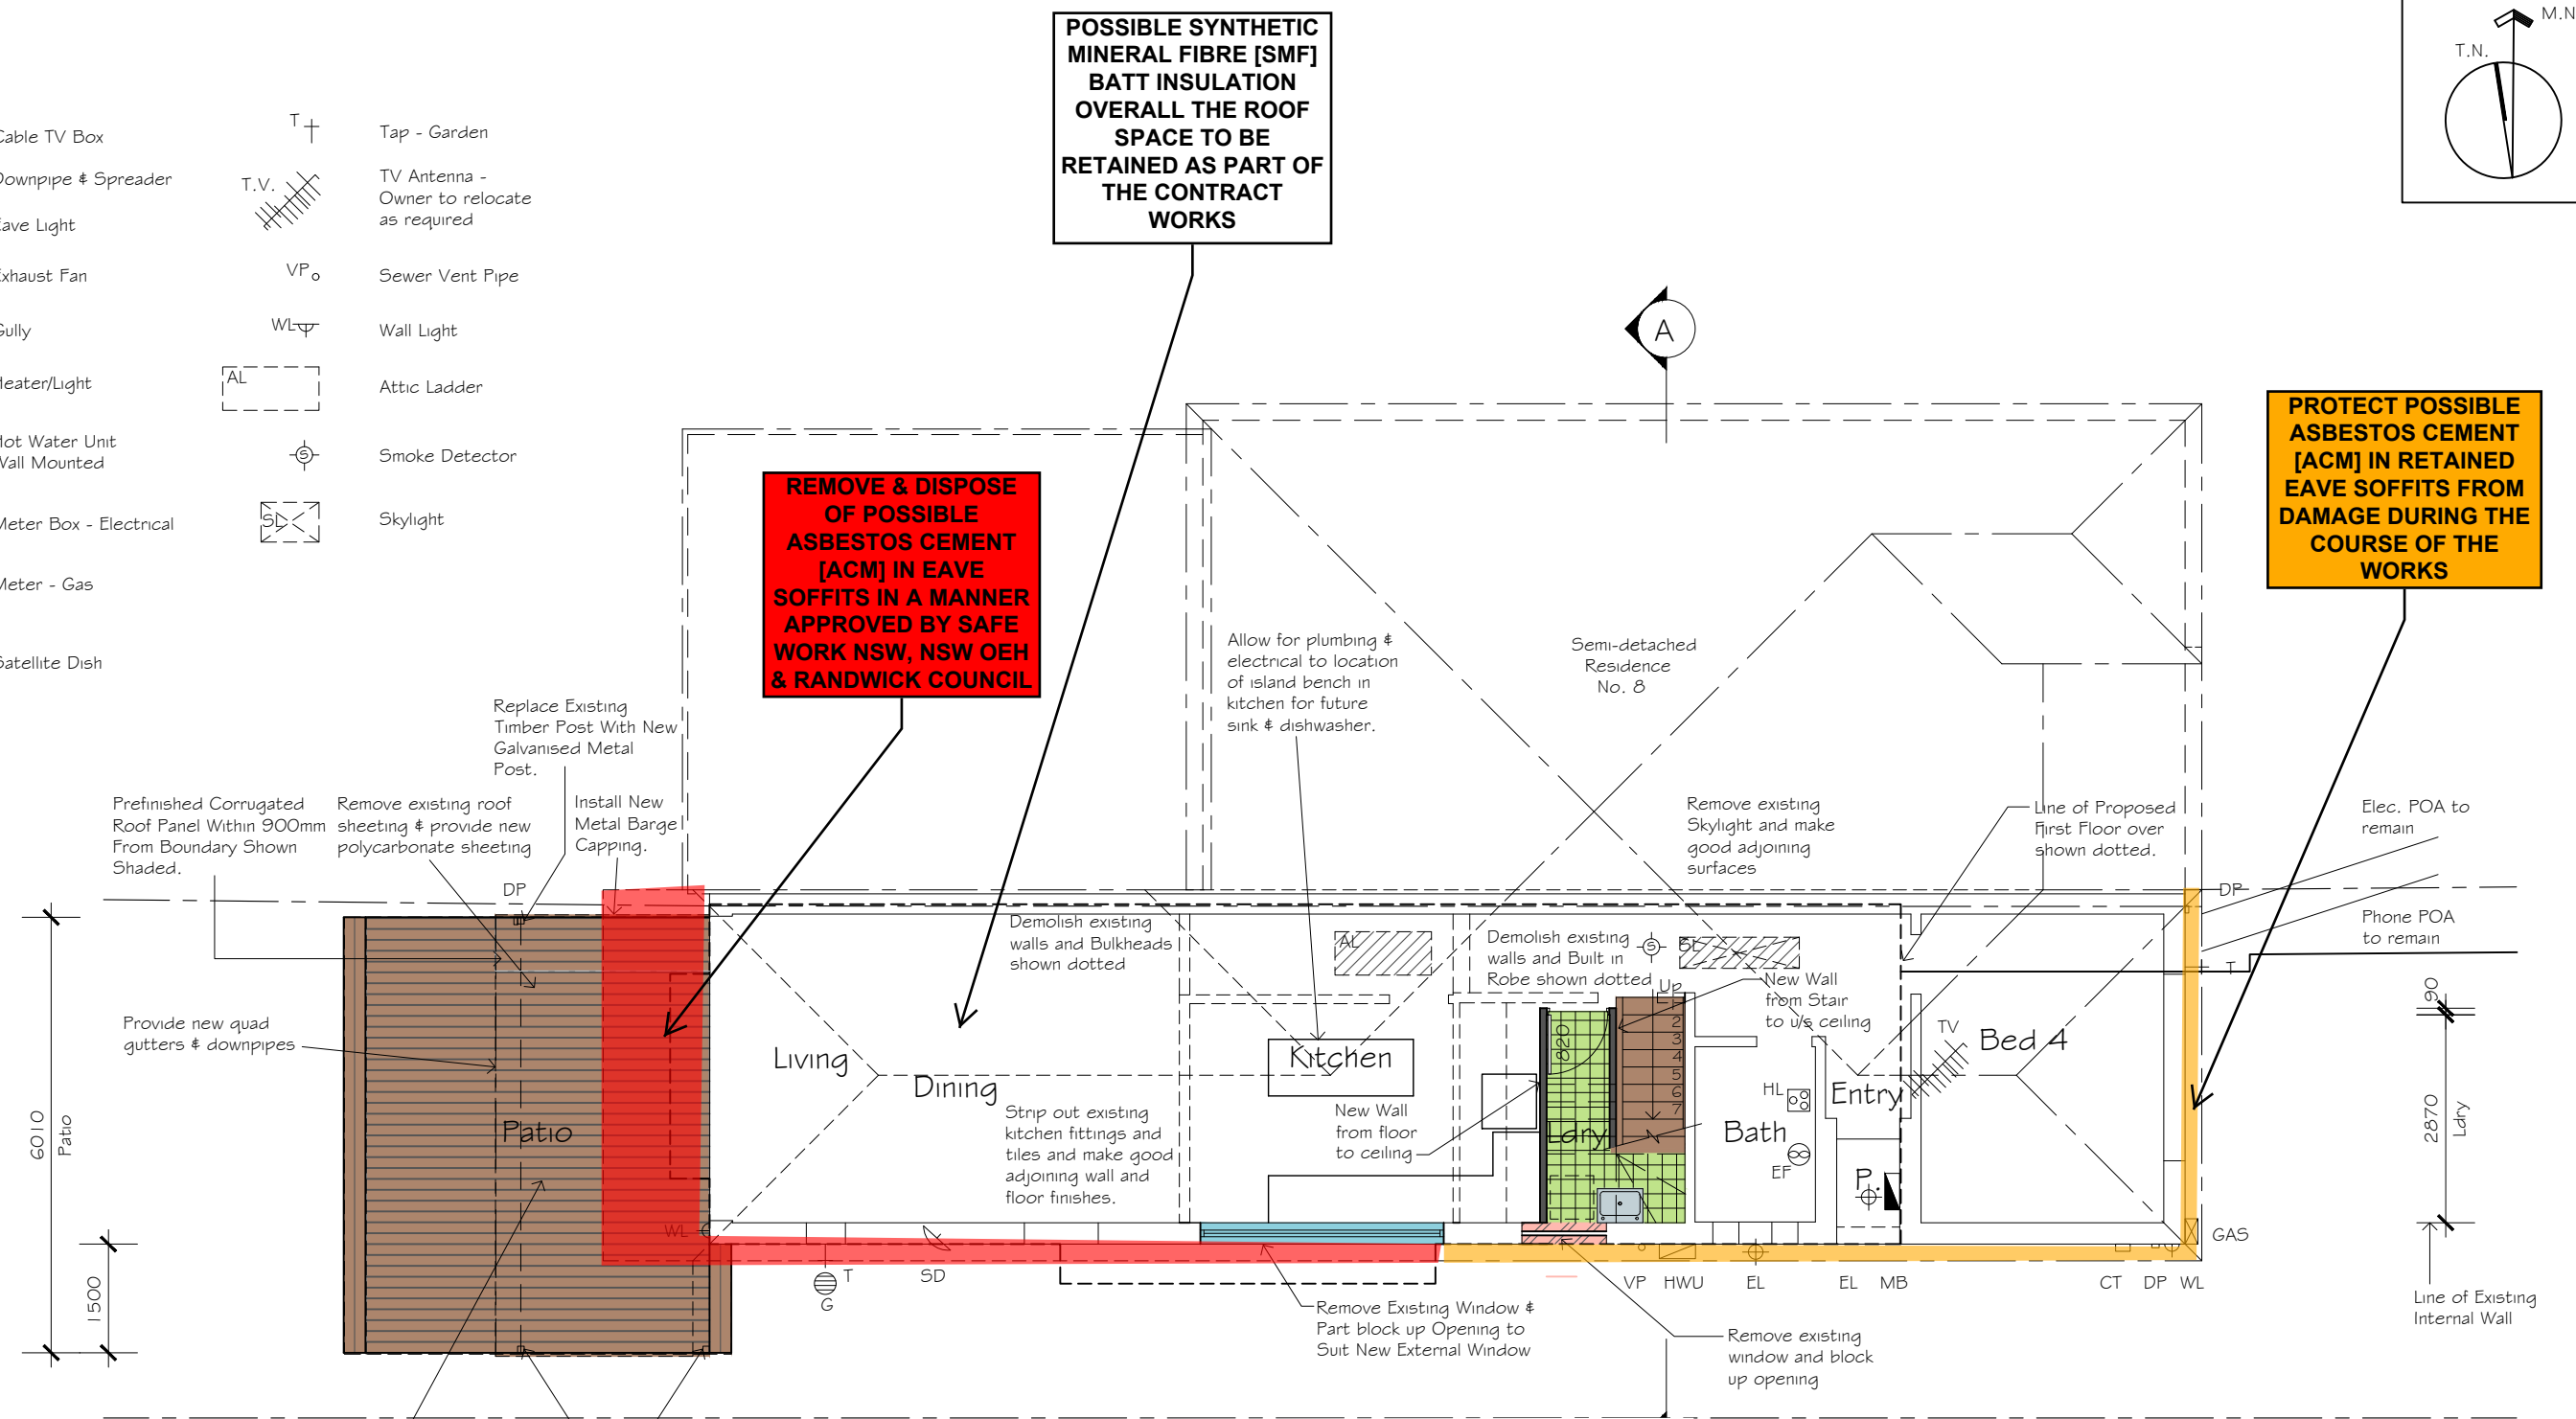 POSSIBLE SYNTHETIC
MINERAL FIBRE [SMF]
BATT INSULATION
OVERALL THE ROOF
SPACE TO BE
RETAINED AS PART OF
THE CONTRACT
WORKS
M.N
T.N.
Cable TV Box
T
Tap - Garden
Downpipe & Spreader
T.V.
TV Antenna -
Owner to relocate
as required
Eave Light
Exhaust Fan
VP
Sewer Vent Pipe
Gully
WL
Wall Light
Heater/Light
AL
Attic Ladder
Hot Water Unit
Wall Mounted
S
Smoke Detector
Meter Box - Electrical
SL
Skylight
Meter - Gas
Satellite Dish
A
REMOVE & DISPOSE
OF POSSIBLE
ASBESTOS CEMENT
[ACM] IN EAVE
SOFFITS IN A MANNER
APPROVED BY SAFE
WORK NSW, NSW OEH
& RANDWICK COUNCIL
PROTECT POSSIBLE
ASBESTOS CEMENT
[ACM] IN RETAINED
EAVE SOFFITS FROM
DAMAGE DURING THE
COURSE OF THE
WORKS
Allow for plumbing &
electrical to location
of island bench in
kitchen for future
sink & dishwasher.
Semi-detached
Residence
No. 8
Replace Existing
Timber Post With New
Galvanised Metal
Post.
Prefinished Corrugated
Roof Panel Within 900mm
From Boundary Shown
Shaded.
Remove existing roof
sheeting & provide new
polycarbonate sheeting
Install New
Metal Barge
Capping.
Remove existing
Skylight and make
good adjoining
surfaces
Line of Proposed
First Floor over
shown dotted.
Elec. POA to
remain
DP
DP
Phone POA
to remain
Demolish existing
walls and Bulkheads
shown dotted
AL
Demolish existing
walls and Built in
Robe shown dotted
S
SL
T
New Wall
from Stair
to u/s ceiling
Up
2
3
4
5
6
7
820
90
Provide new quad
gutters & downpipes
Living
Dining
Kitchen
TV
Bed 4
HL
Entry
6010
Patio
Patio
Strip out existing
kitchen fittings and
tiles and make good
adjoining wall and
floor finishes.
New Wall
from floor
to ceiling
Ldry
Bath
EF
P.
2870
Ldry
WL
GAS
1500
T
G
SD
VP
HWU
EL
EL
MB
CT
DP
WL
Remove Existing Window &
Part block up Opening to
Suit New External Window
Remove existing
window and block
up opening
Line of Existing
Internal Wall